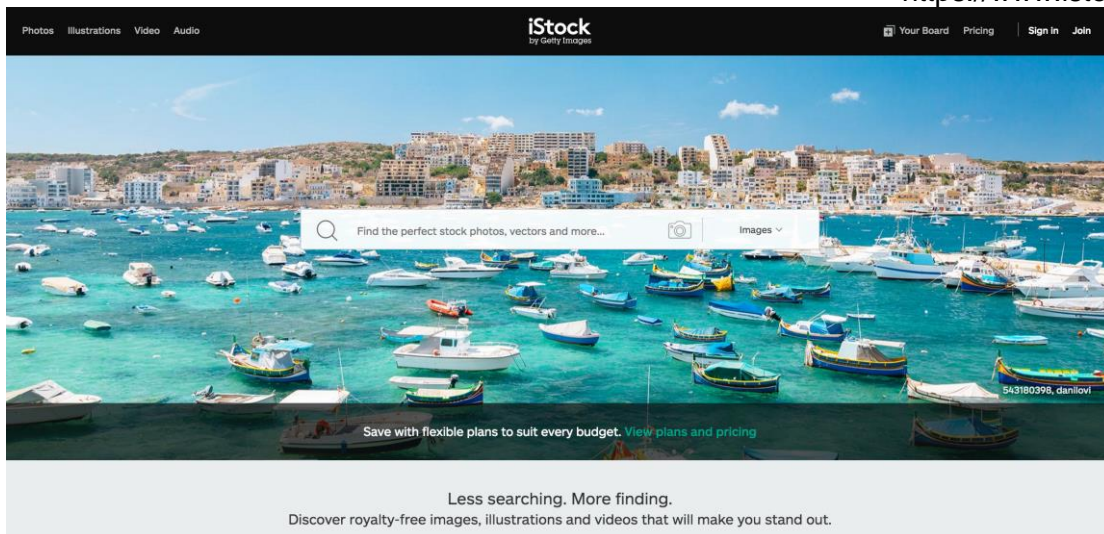 Photos Illustrations Video Audio
iStock
by Getty Images
Your Board Pricing Sign in Join
Find the perfect stock photos, vectors and more...
Images
543180398, danilovi
Save with flexible plans to suit every budget. View plans and pricing
Less searching. More finding.
Discover royalty-free images, illustrations and videos that will make you stand out.